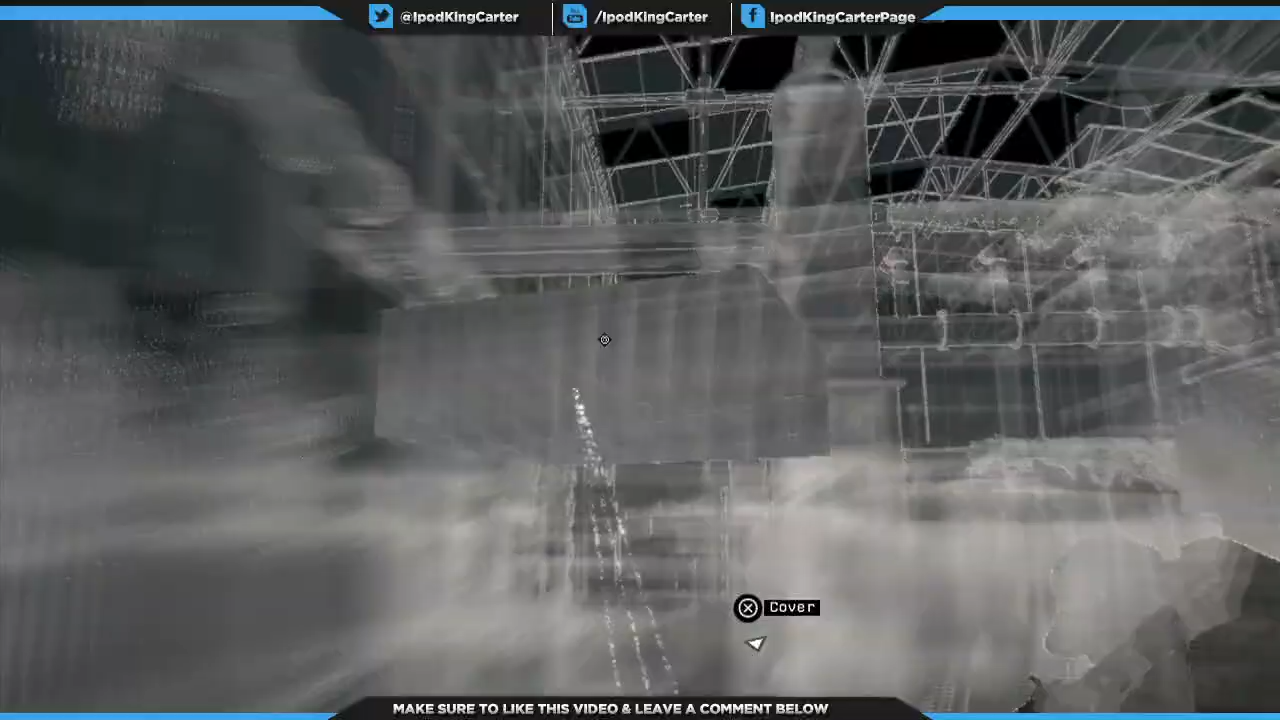 @IpodKingCarter
/IpodKingCarter
IpodKingCarterPage
Cover
MAKE SURE TO LIKE THIS VIDEO & LEAVE A COMMENT BELOW